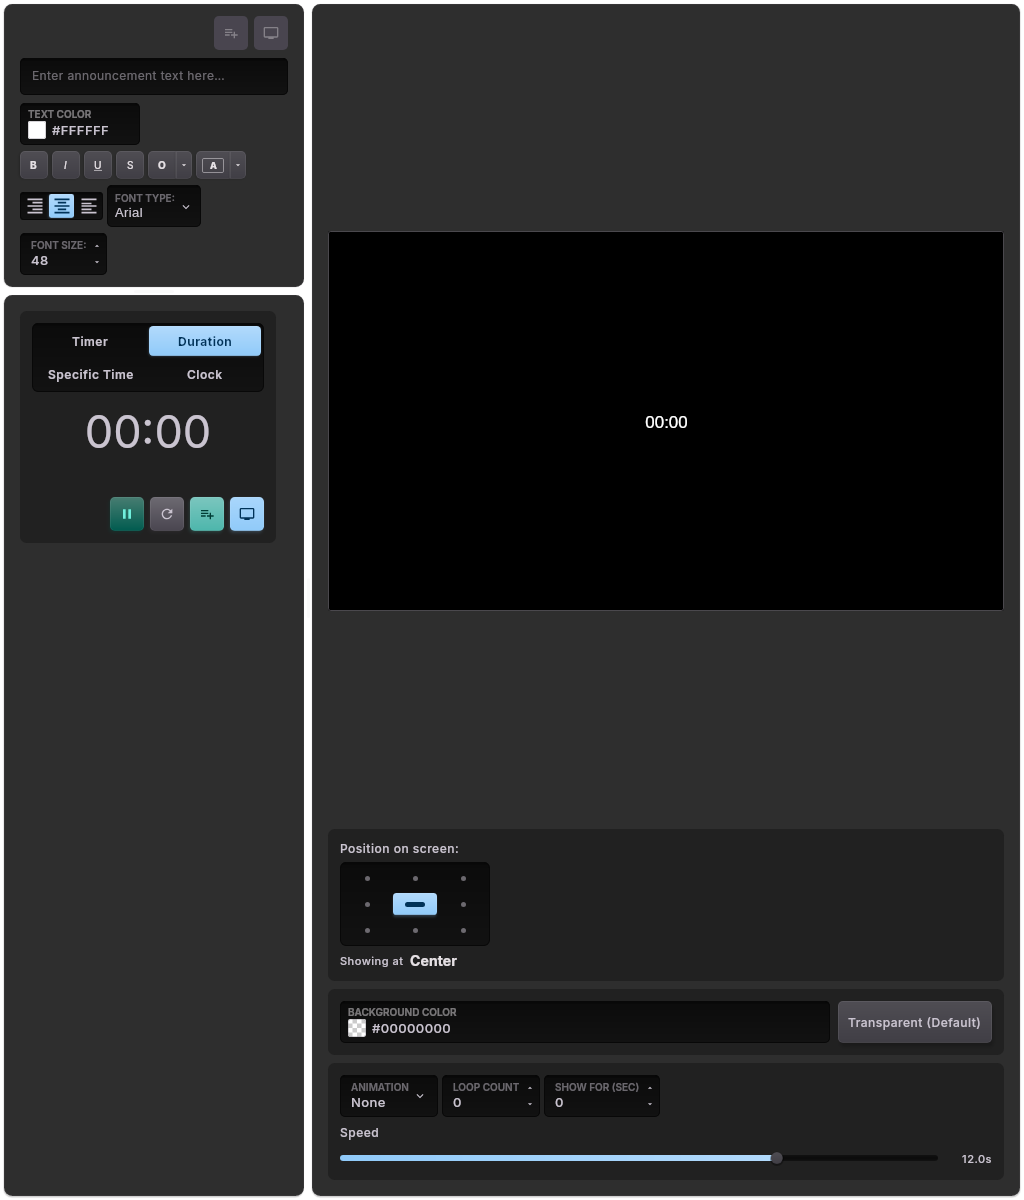 Enter announcement text here...
TEXT COLOR
#FFFFFF
B I U S O A
FONT TYPE:
Arial
FONT SIZE:
48
Timer Duration
Specific Time Clock
00:00
00:00
Position on screen:
Showing at Center
BACKGROUND COLOR
#00000000
Transparent (Default)
ANIMATION LOOP COUNT SHOW FOR (SEC)
None 0 0
Speed
12.0s